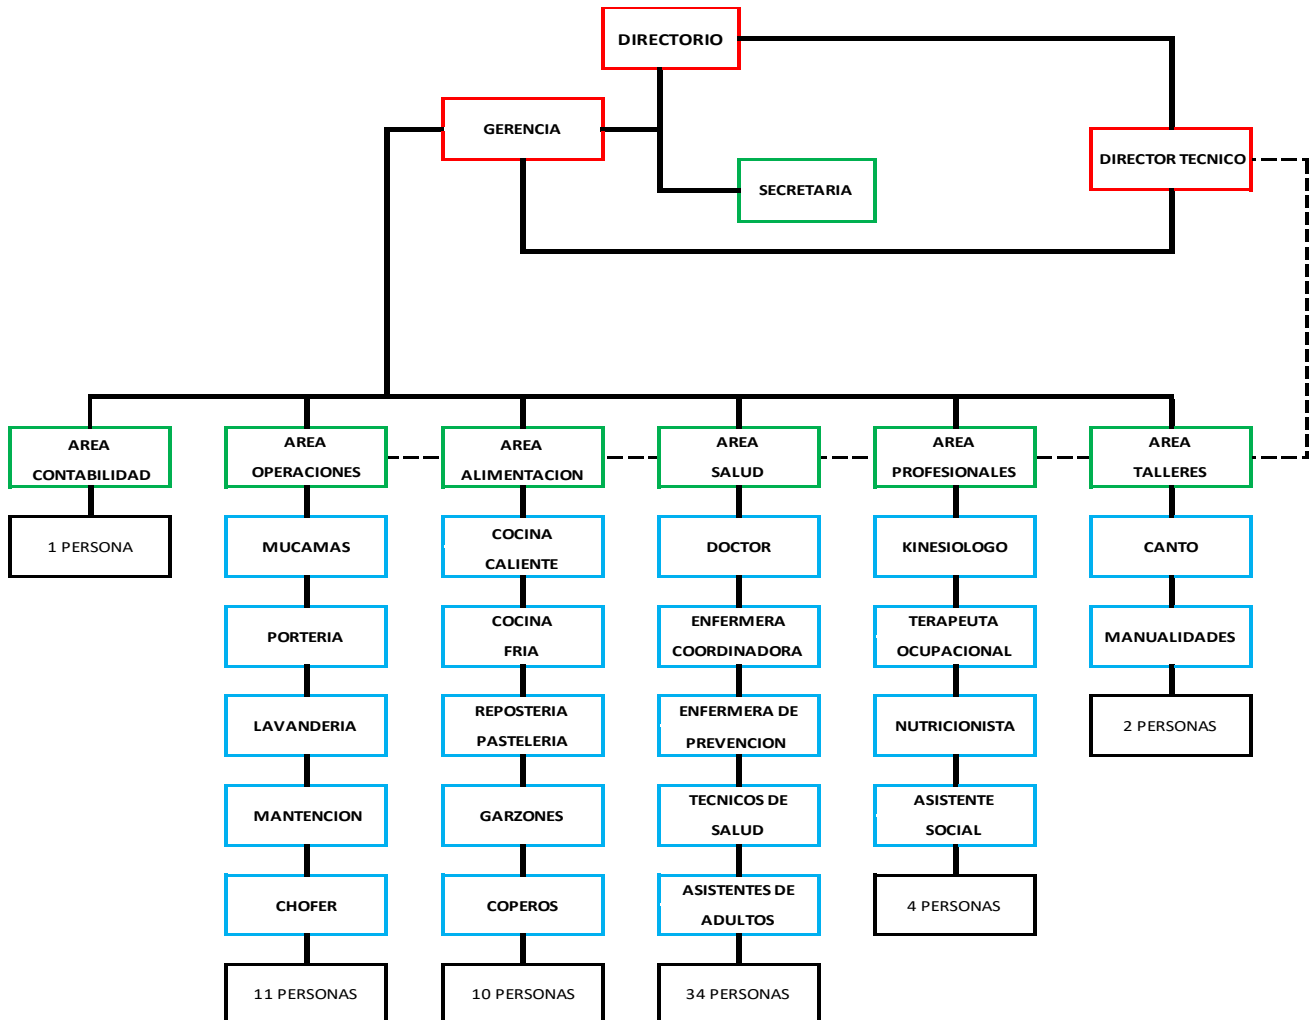 DIRECTORIO
GERENCIA
DIRECTOR TECNICO
SECRETARIA
AREA
CONTABILIDAD
AREA
OPERACIONES
AREA
ALIMENTACION
AREA
SALUD
AREA
PROFESIONALES
AREA
TALLERES
1 PERSONA
MUCAMAS
COCINA
CALIENTE
DOCTOR
KINESIOLOGO
CANTO
PORTERIA
COCINA
FRIA
ENFERMERA
COORDINADORA
TERAPEUTA
OCUPACIONAL
MANUALIDADES
LAVANDERIA
REPOSTERIA
PASTELERIA
ENFERMERA DE
PREVENCION
NUTRICIONISTA
2 PERSONAS
MANTENCION
GARZONES
TECNICOS DE
SALUD
ASISTENTE
SOCIAL
CHOFER
COPEROS
ASISTENTES DE
ADULTOS
4 PERSONAS
11 PERSONAS
10 PERSONAS
34 PERSONAS